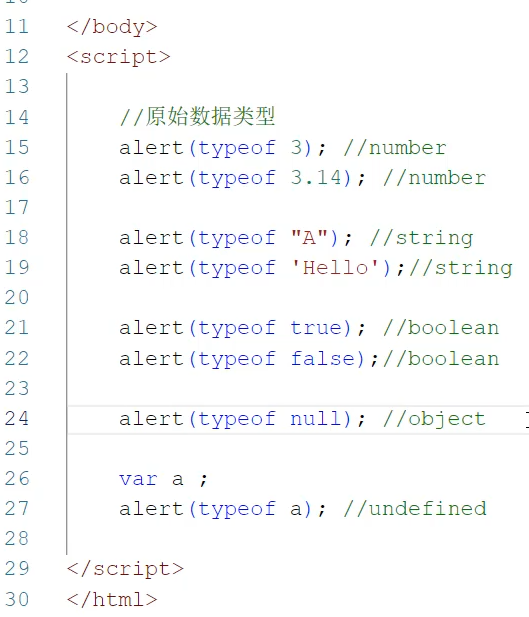 11 </body>
12 <script>
13
14 //原始数据类型
15 alert(typeof 3); //number
16 alert(typeof 3.14); //number
17
18 alert(typeof "A"); //string
19 alert(typeof 'Hello');//string
20
21 alert(typeof true); //boolean
22 alert(typeof false);//boolean
23
24 alert(typeof null); //object
25
26 var a ;
27 alert(typeof a); //undefined
28
29 </script>
30 </html>